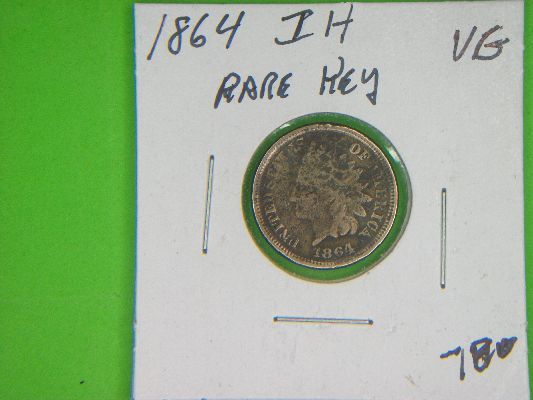 1864 IH
VG
RARE KEY
UNITED STATES OF AMERICA
1864
780